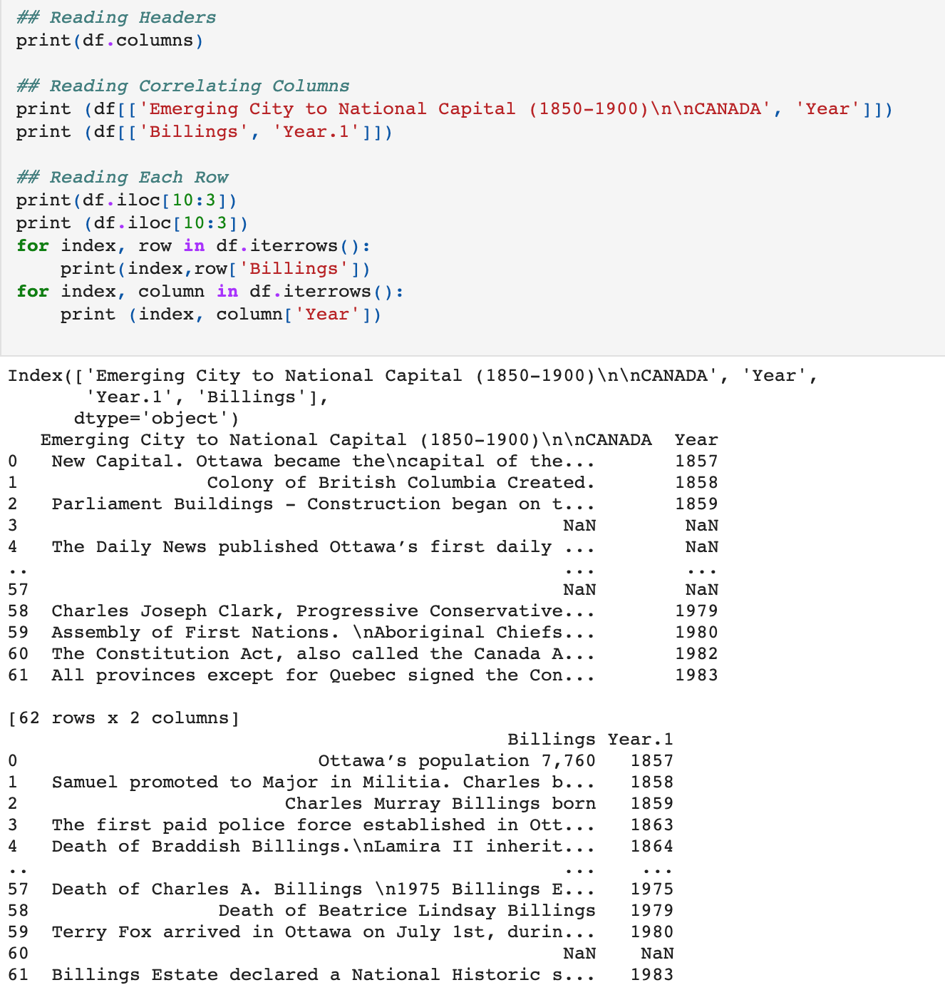 ## Reading Headers
print(df.columns)
## Reading Correlating Columns
print (df[['Emerging City to National Capital (1850-1900)\n\nCANADA', 'Year']])
print (df[['Billings', 'Year.1']])
## Reading Each Row
print(df.iloc[10:3])
print (df.iloc[10:3])
for index, row in df.iterrows():
    print(index,row['Billings'])
for index, column in df.iterrows():
    print (index, column['Year'])
Index(['Emerging City to National Capital (1850-1900)\n\nCANADA', 'Year',
       'Year.1', 'Billings'],
      dtype='object')
   Emerging City to National Capital (1850-1900)\n\nCANADA  Year
0   New Capital. Ottawa became the\ncapital of the...       1857
1                 Colony of British Columbia Created.       1858
2   Parliament Buildings – Construction began on t...       1859
3                                                 NaN        NaN
4   The Daily News published Ottawa’s first daily ...        NaN
..                                                ...        ...
57                                                NaN        NaN
58  Charles Joseph Clark, Progressive Conservative...       1979
59  Assembly of First Nations. \nAboriginal Chiefs...       1980
60  The Constitution Act, also called the Canada A...       1982
61  All provinces except for Quebec signed the Con...       1983
[62 rows x 2 columns]
                                             Billings Year.1
0                            Ottawa’s population 7,760   1857
1   Samuel promoted to Major in Militia. Charles b...   1858
2                         Charles Murray Billings born   1859
3   The first paid police force established in Ott...   1863
4   Death of Braddish Billings.\nLamira II inherit...   1864
..                                                ...    ...
57  Death of Charles A. Billings \n1975 Billings E...   1975
58                   Death of Beatrice Lindsay Billings   1979
59  Terry Fox arrived in Ottawa on July 1st, durin...   1980
60                                                NaN    NaN
61  Billings Estate declared a National Historic s...   1983